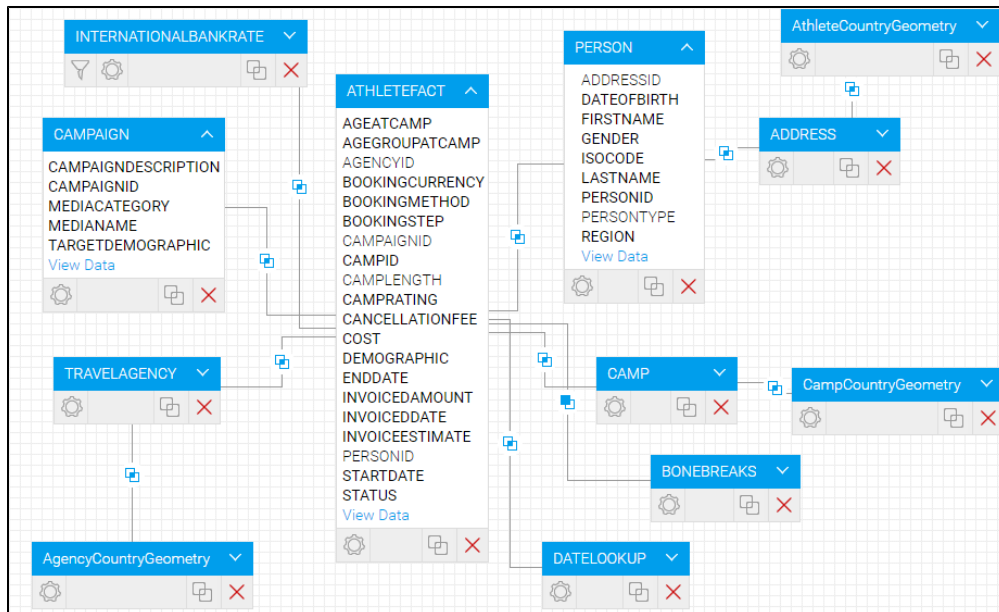 INTERNATIONALBANKRATE
CAMPAIGN
CAMPAIGNDESCRIPTION
CAMPAIGNID
MEDIACATEGORY
MEDIANAME
TARGETDEMOGRAPHIC
View Data
TRAVELAGENCY
AgencyCountryGeometry
ATHLETEFACT
AGEATCAMP
AGEGROUPATCAMP
AGENCYID
BOOKINGCURRENCY
BOOKINGMETHOD
BOOKINGSTEP
CAMPAIGNID
CAMPID
CAMPLENGTH
CAMPRATING
CANCELLATIONFEE
COST
DEMOGRAPHIC
ENDDATE
INVOICEDAMOUNT
INVOICEDDATE
INVOICEESTIMATE
PERSONID
STARTDATE
STATUS
View Data
PERSON
ADDRESSID
DATEOFBIRTH
FIRSTNAME
GENDER
ISOCODE
LASTNAME
PERSONID
PERSONTYPE
REGION
View Data
AthleteCountryGeometry
ADDRESS
CAMP
CampCountryGeometry
BONEBREAKS
DATELOOKUP